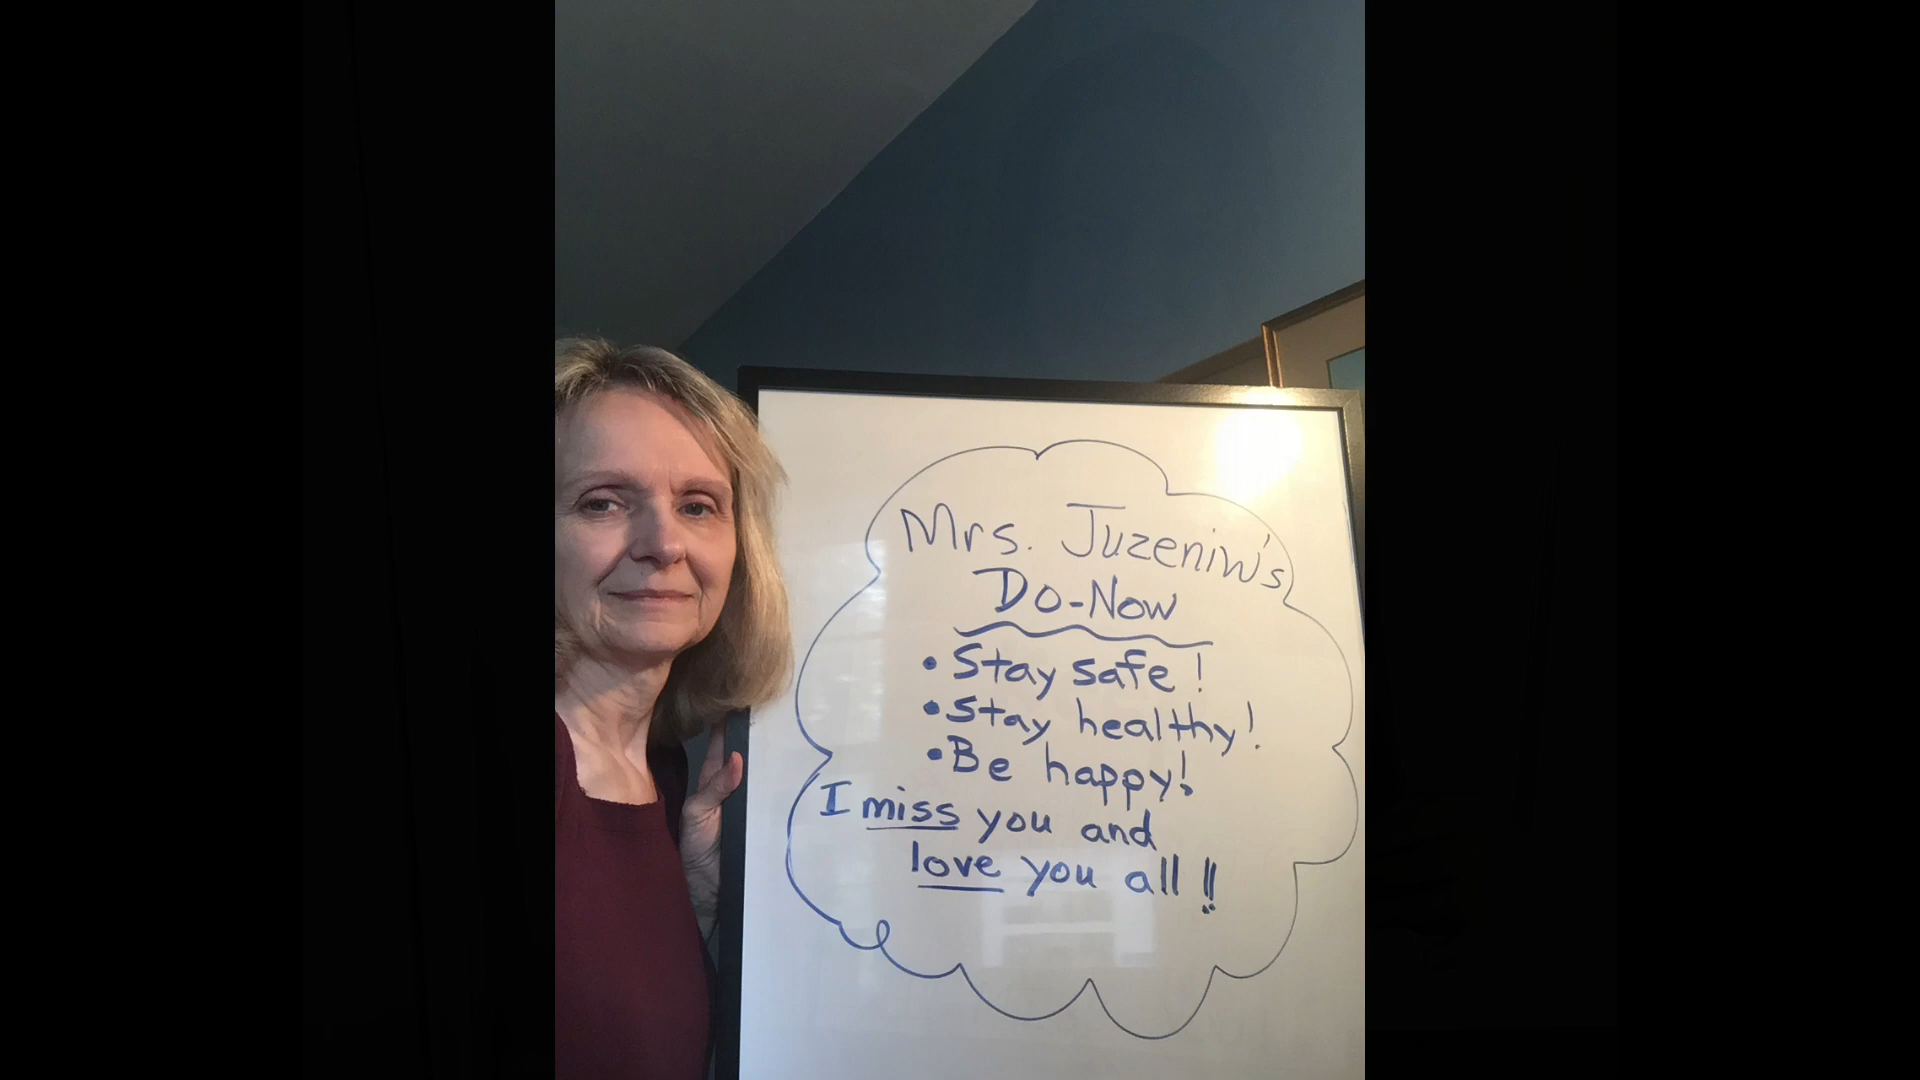 Mrs. Juzeniw's
Do-Now
• Stay safe!
• Stay healthy!
• Be happy!
I miss you and
love you all!!